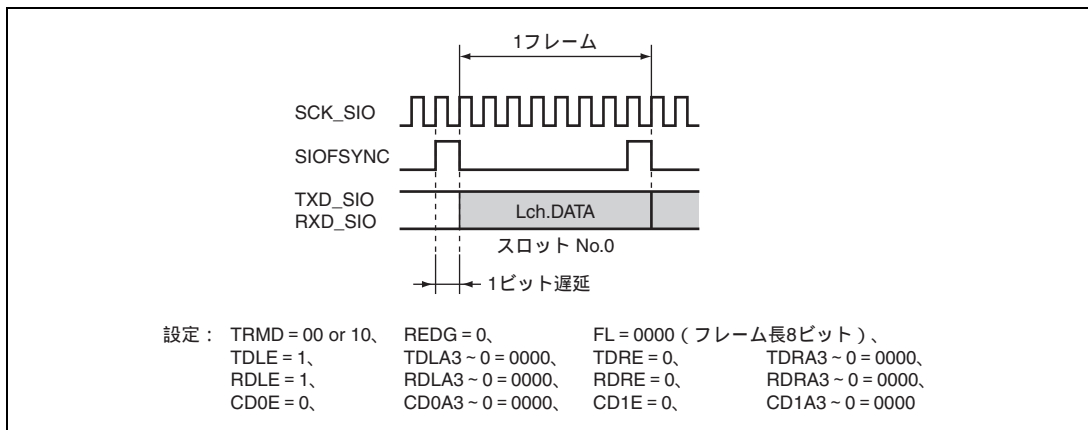 1フレーム
SCK_SIO
SIOFSYNC
TXD_SIO
RXD_SIO
Lch.DATA
スロット No.0
1ビット遅延
設定： TRMD = 00 or 10、 REDG = 0、 FL = 0000（フレーム長8ビット）、
TDLE = 1、 TDLA3 ~ 0 = 0000、 TDRE = 0、 TDRA3 ~ 0 = 0000、
RDLE = 1、 RDLA3 ~ 0 = 0000、 RDRE = 0、 RDRA3 ~ 0 = 0000、
CD0E = 0、 CD0A3 ~ 0 = 0000、 CD1E = 0、 CD1A3 ~ 0 = 0000